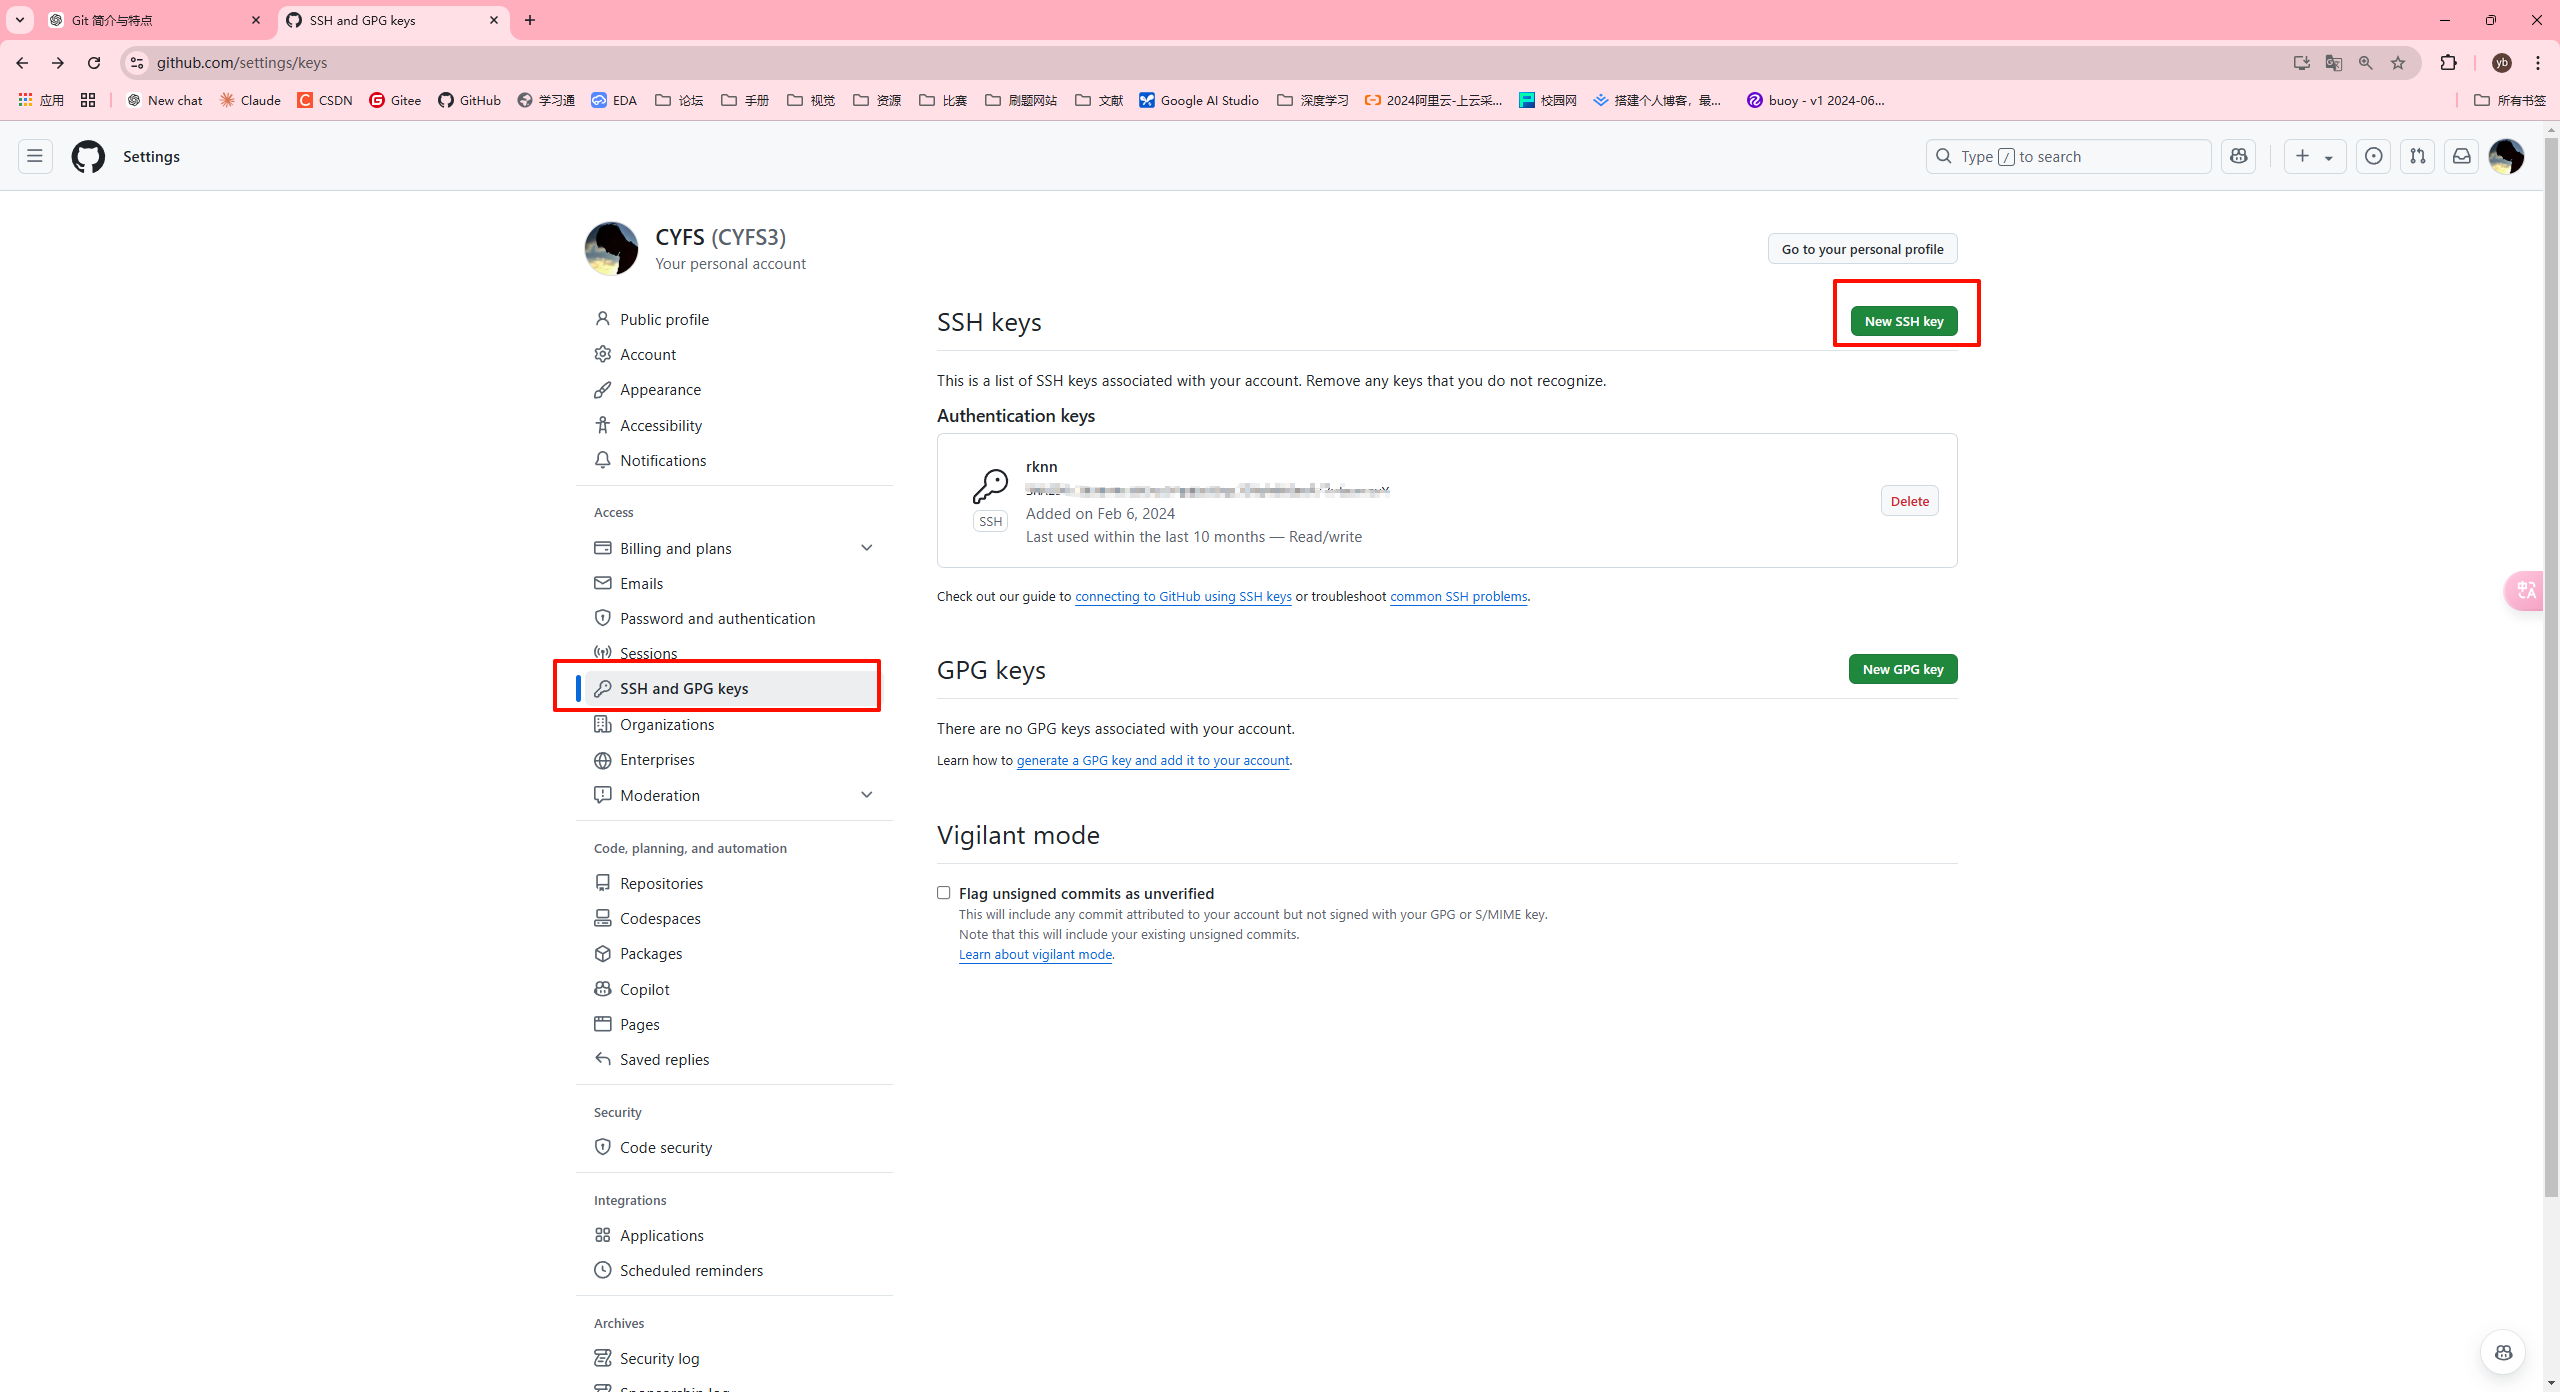 Git 简介与特点
SSH and GPG keys
github.com/settings/keys
yb
应用
New chat
Claude
CSDN
Gitee
GitHub
学习通
EDA
论坛
手册
视觉
资源
比赛
刷题网站
文献
Google AI Studio
深度学习
2024阿里云-上云采...
校园网
搭建个人博客，最...
buoy - v1 2024-06...
所有书签
Settings
Type / to search
CYFS (CYFS3)
Your personal account
Go to your personal profile
Public profile
Account
Appearance
Accessibility
Notifications
Access
Billing and plans
Emails
Password and authentication
Sessions
SSH and GPG keys
Organizations
Enterprises
Moderation
Code, planning, and automation
Repositories
Codespaces
Packages
Copilot
Pages
Saved replies
Security
Code security
Integrations
Applications
Scheduled reminders
Archives
Security log
Sponsorship log
SSH keys
New SSH key
This is a list of SSH keys associated with your account. Remove any keys that you do not recognize.
Authentication keys
rknn
SSH
Added on Feb 6, 2024
Last used within the last 10 months — Read/write
Delete
Check out our guide to connecting to GitHub using SSH keys or troubleshoot common SSH problems.
GPG keys
New GPG key
There are no GPG keys associated with your account.
Learn how to generate a GPG key and add it to your account.
Vigilant mode
Flag unsigned commits as unverified
This will include any commit attributed to your account but not signed with your GPG or S/MIME key.
Note that this will include your existing unsigned commits.
Learn about vigilant mode.